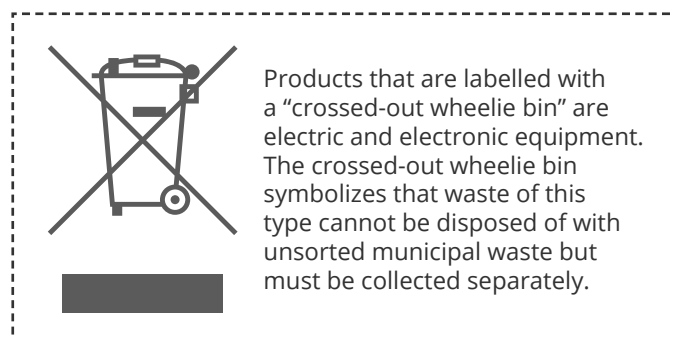 Products that are labelled with
a “crossed-out wheelie bin” are
electric and electronic equipment.
The crossed-out wheelie bin
symbolizes that waste of this
type cannot be disposed of with
unsorted municipal waste but
must be collected separately.